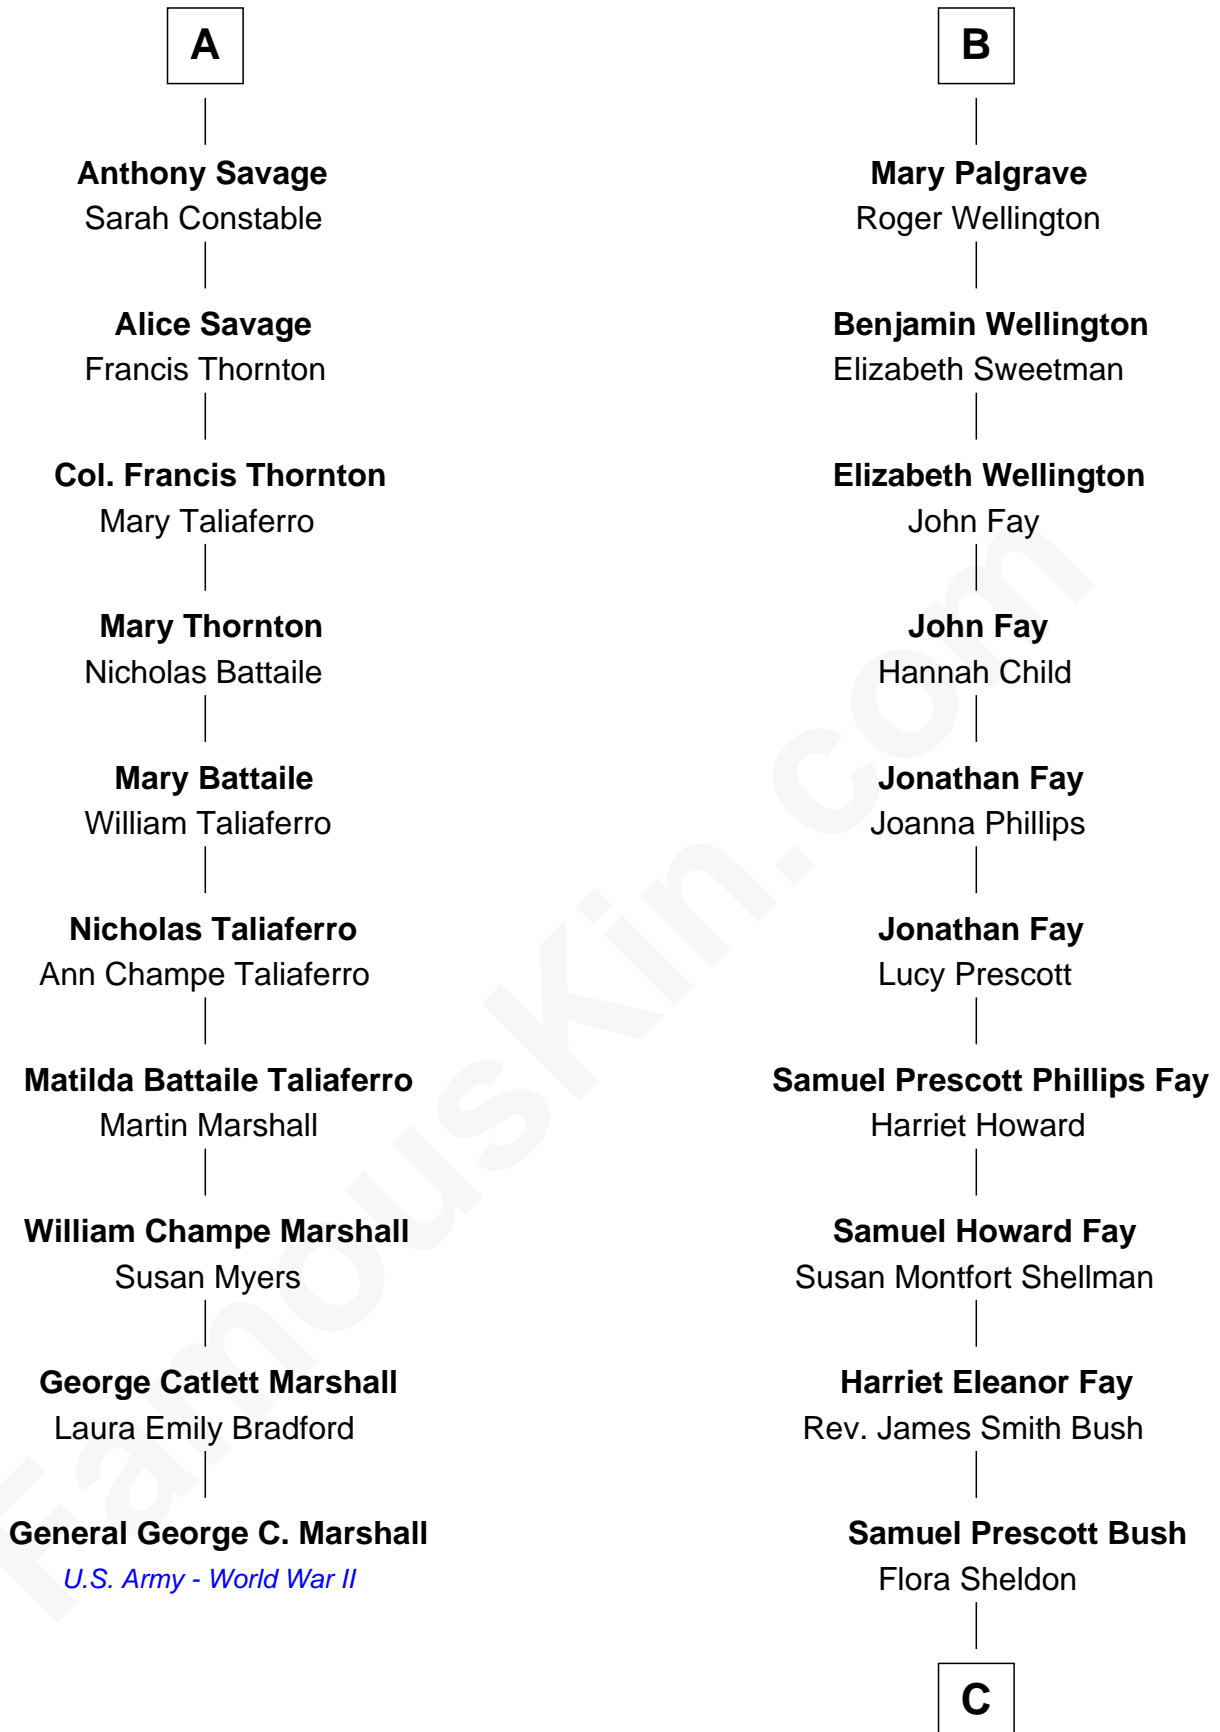 A
Anthony Savage
Sarah Constable
Alice Savage
Francis Thornton
Col. Francis Thornton
Mary Taliaferro
Mary Thornton
Nicholas Battaile
Mary Battaile
William Taliaferro
Nicholas Taliaferro
Ann Champe Taliaferro
Matilda Battaile Taliaferro
Martin Marshall
William Champe Marshall
Susan Myers
George Catlett Marshall
Laura Emily Bradford
General George C. Marshall
U.S. Army - World War II
B
Mary Palgrave
Roger Wellington
Benjamin Wellington
Elizabeth Sweetman
Elizabeth Wellington
John Fay
John Fay
Hannah Child
Jonathan Fay
Joanna Phillips
Jonathan Fay
Lucy Prescott
Samuel Prescott Phillips Fay
Harriet Howard
Samuel Howard Fay
Susan Montfort Shellman
Harriet Eleanor Fay
Rev. James Smith Bush
Samuel Prescott Bush
Flora Sheldon
C
FamousKin.com